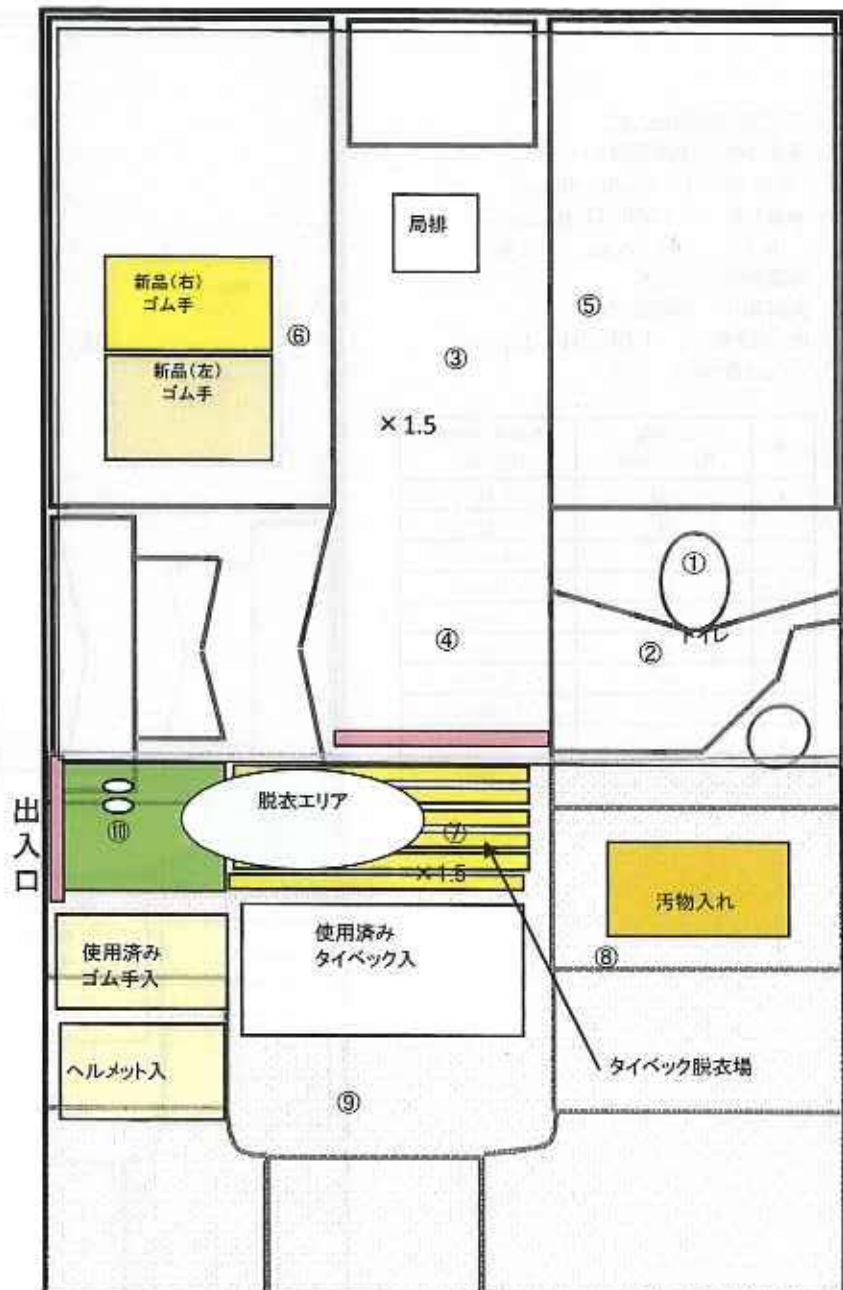 局排
新品(右)
ゴム手
⑥
⑤
③
新品(左)
ゴム手
×1.5
①
④
②
トイレ
出入口
⑩
脱衣エリア
⑦
×1.5
汚物入れ
使用済み
ゴム手入
使用済み
タイベック入
⑧
ヘルメット入
タイベック脱衣場
⑨